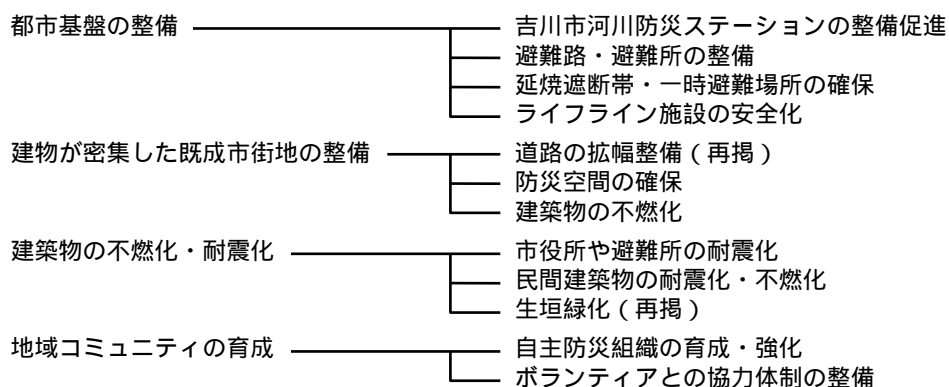 都市基盤の整備
吉川市河川防災ステーションの整備促進
避難路・避難所の整備
延焼遮断帯・一時避難場所の確保
ライフライン施設の安全化
建物が密集した既成市街地の整備
道路の拡幅整備(再掲)
防災空間の確保
建築物の不燃化
建築物の不燃化・耐震化
市役所や避難所の耐震化
民間建築物の耐震化・不燃化
生垣緑化(再掲)
地域コミュニティの育成
自主防災組織の育成・強化
ボランティアとの協力体制の整備